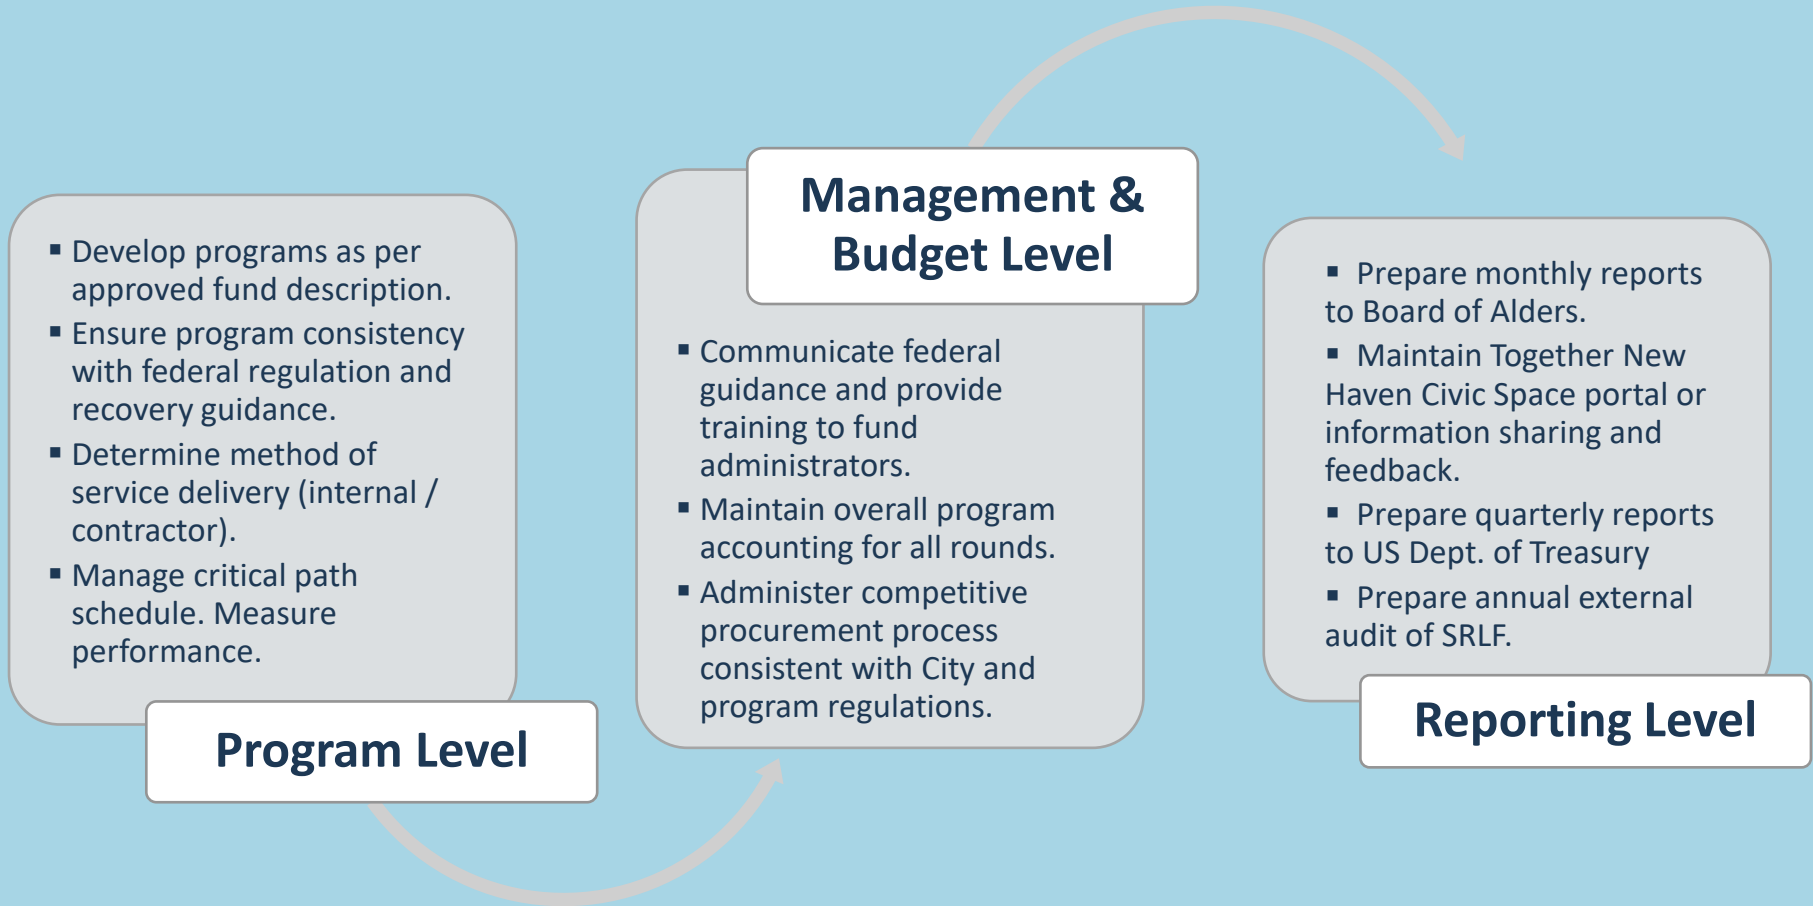 ▪ Develop programs as per
approved fund description.
▪ Ensure program consistency
with federal regulation and
recovery guidance.
▪ Determine method of
service delivery (internal /
contractor).
▪ Manage critical path
schedule. Measure
performance.
Program Level
Management &
Budget Level
▪ Communicate federal
guidance and provide
training to fund
administrators.
▪ Maintain overall program
accounting for all rounds.
▪ Administer competitive
procurement process
consistent with City and
program regulations.
▪ Prepare monthly reports
to Board of Alders.
▪ Maintain Together New
Haven Civic Space portal or
information sharing and
feedback.
▪ Prepare quarterly reports
to US Dept. of Treasury
▪ Prepare annual external
audit of SRLF.
Reporting Level